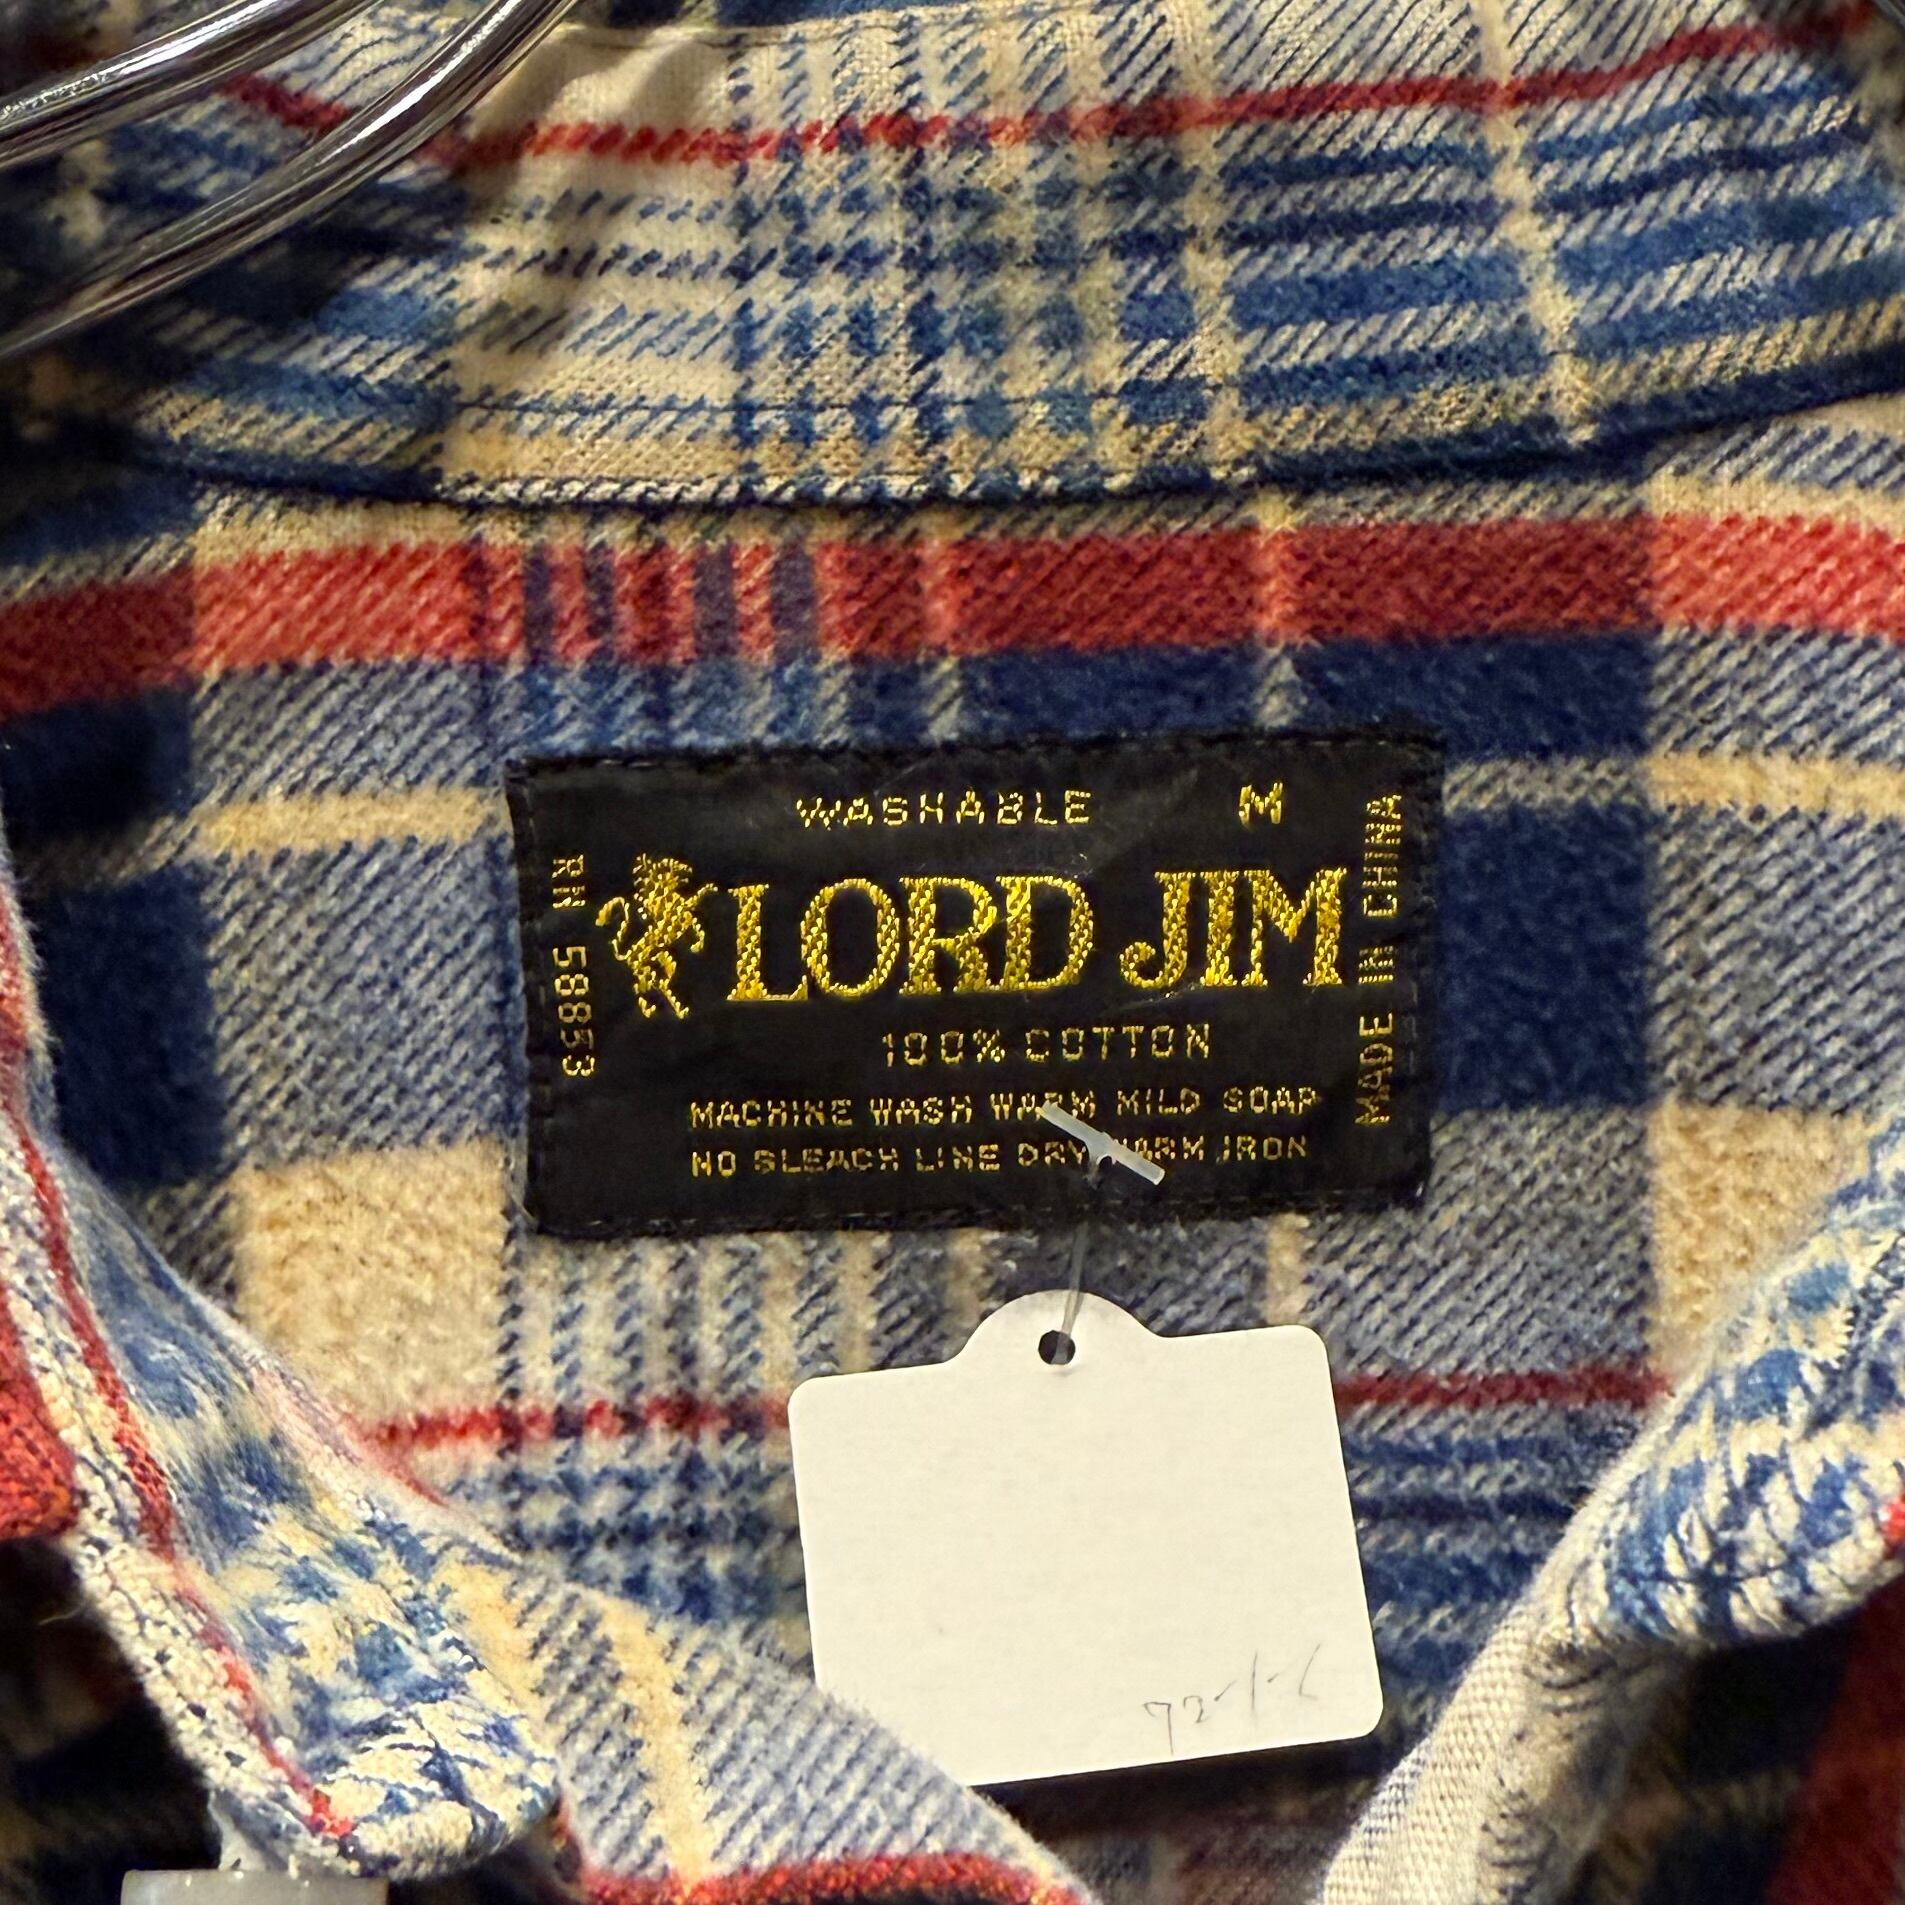 WASHABLE M
LORD JIM
100% COTTON
MACHINE WASH WARM MILD SOAP
NO BLEACH LINE DRY WARM IRON
RN 58853
MADE IN CHINA